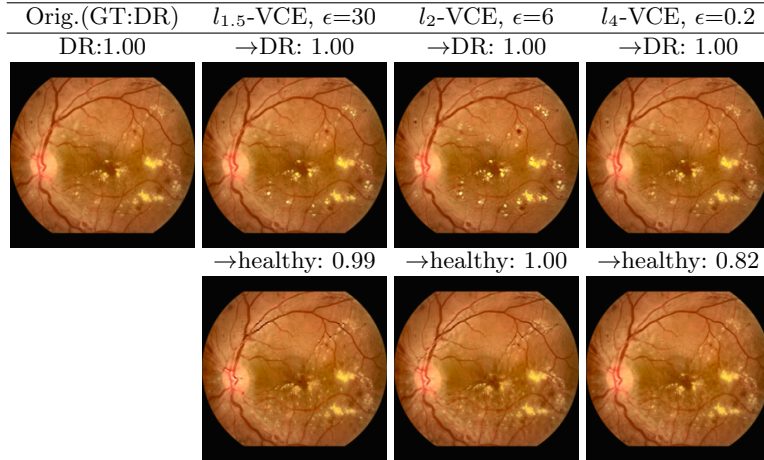 Orig.(GT:DR) l1.5-VCE, ϵ=30 l2-VCE, ϵ=6 l4-VCE, ϵ=0.2
DR:1.00 →DR: 1.00 →DR: 1.00 →DR: 1.00
→healthy: 0.99 →healthy: 1.00 →healthy: 0.82